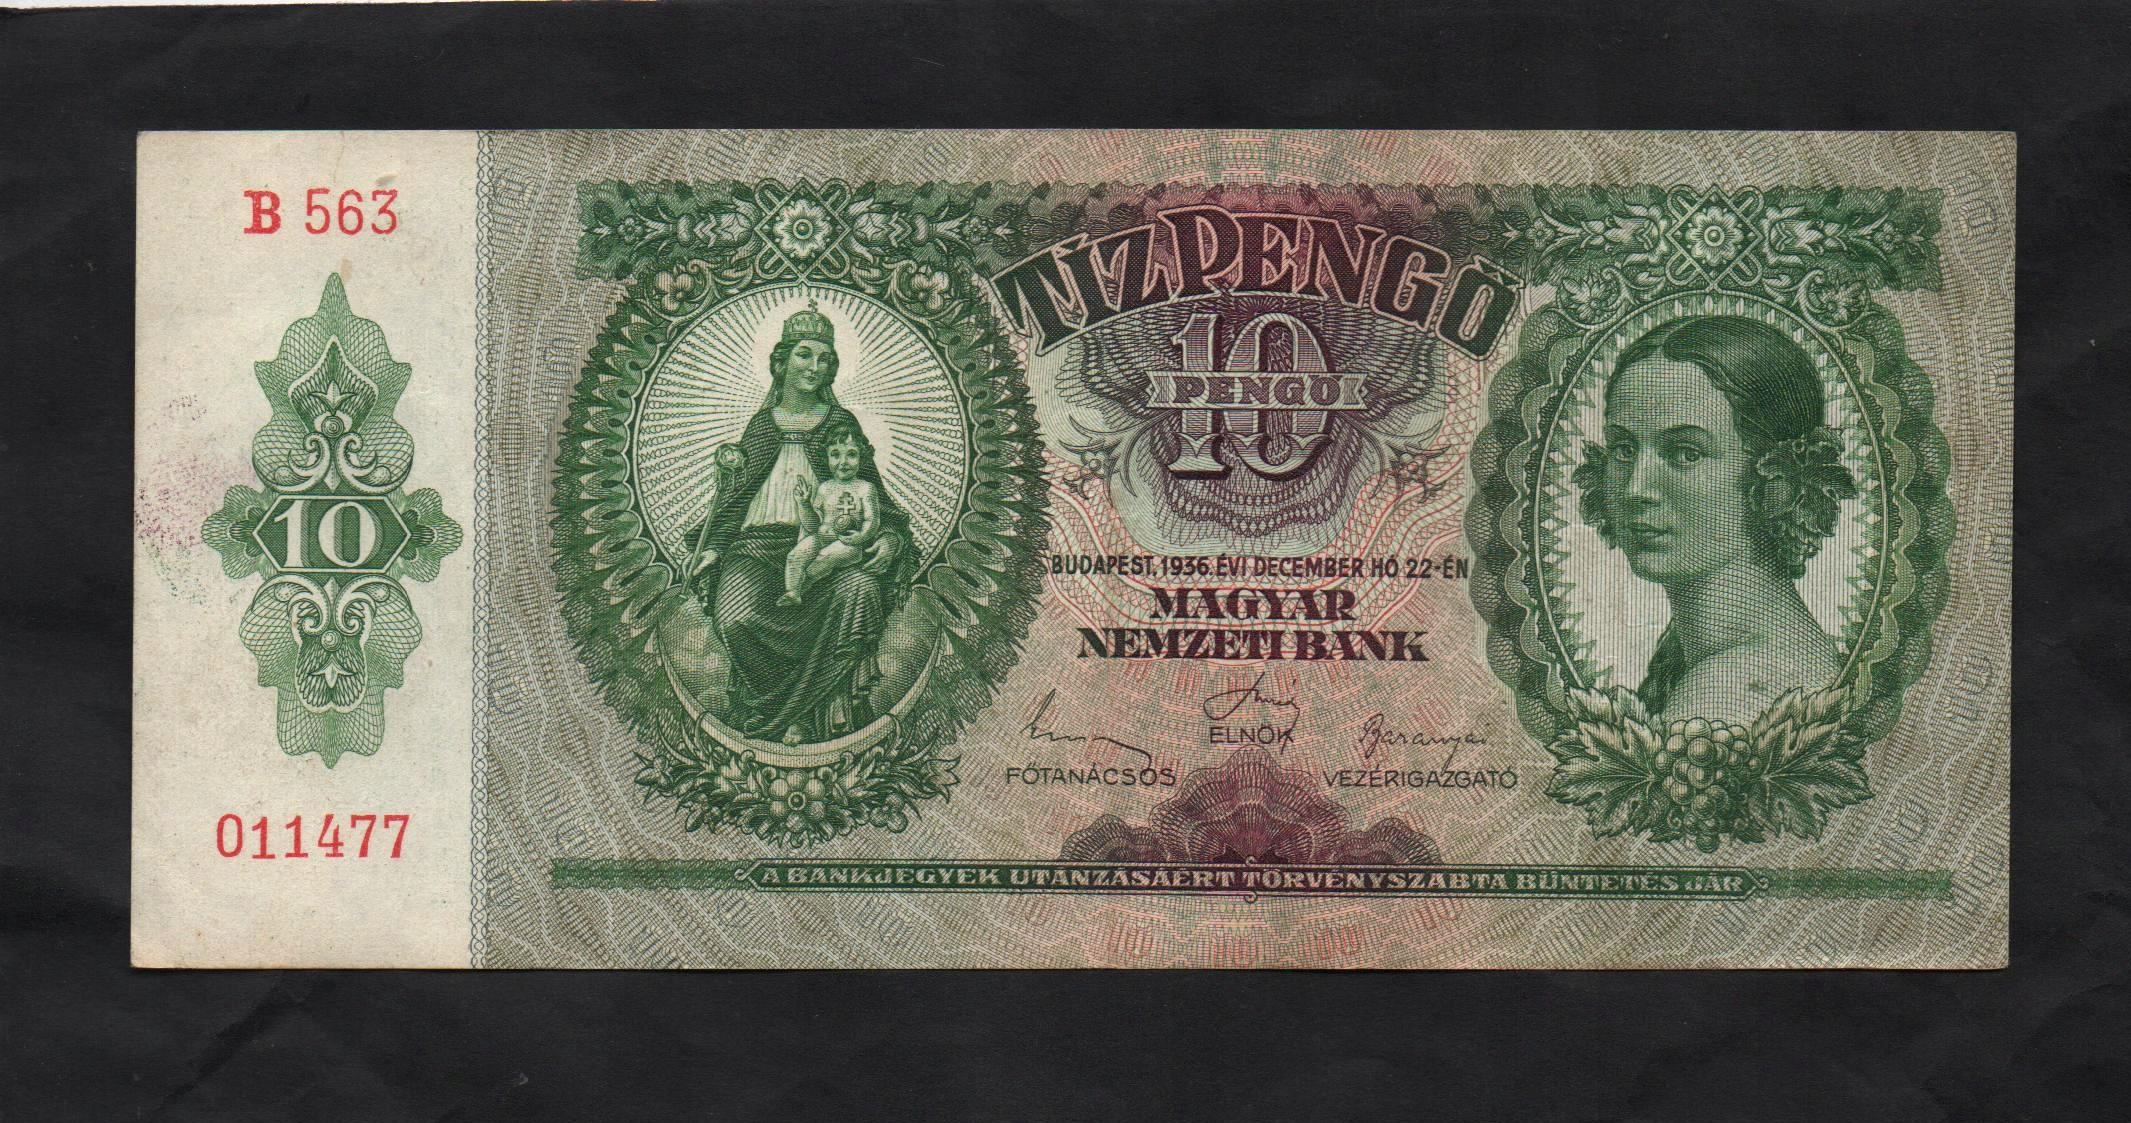 B 563
10
011477
TÍZ PENGŐ
10
PENGŐ
BUDAPEST, 1936. ÉVI DECEMBER HÓ 22-ÉN
MAGYAR
NEMZETI BANK
ELNÖK
Baranyai
FŐTANÁCSOS
VEZÉRIGAZGATÓ
A BANKJEGYEK UTÁNZÁSÁÉRT TÖRVÉNYSZABTA BÜNTETÉS JÁR